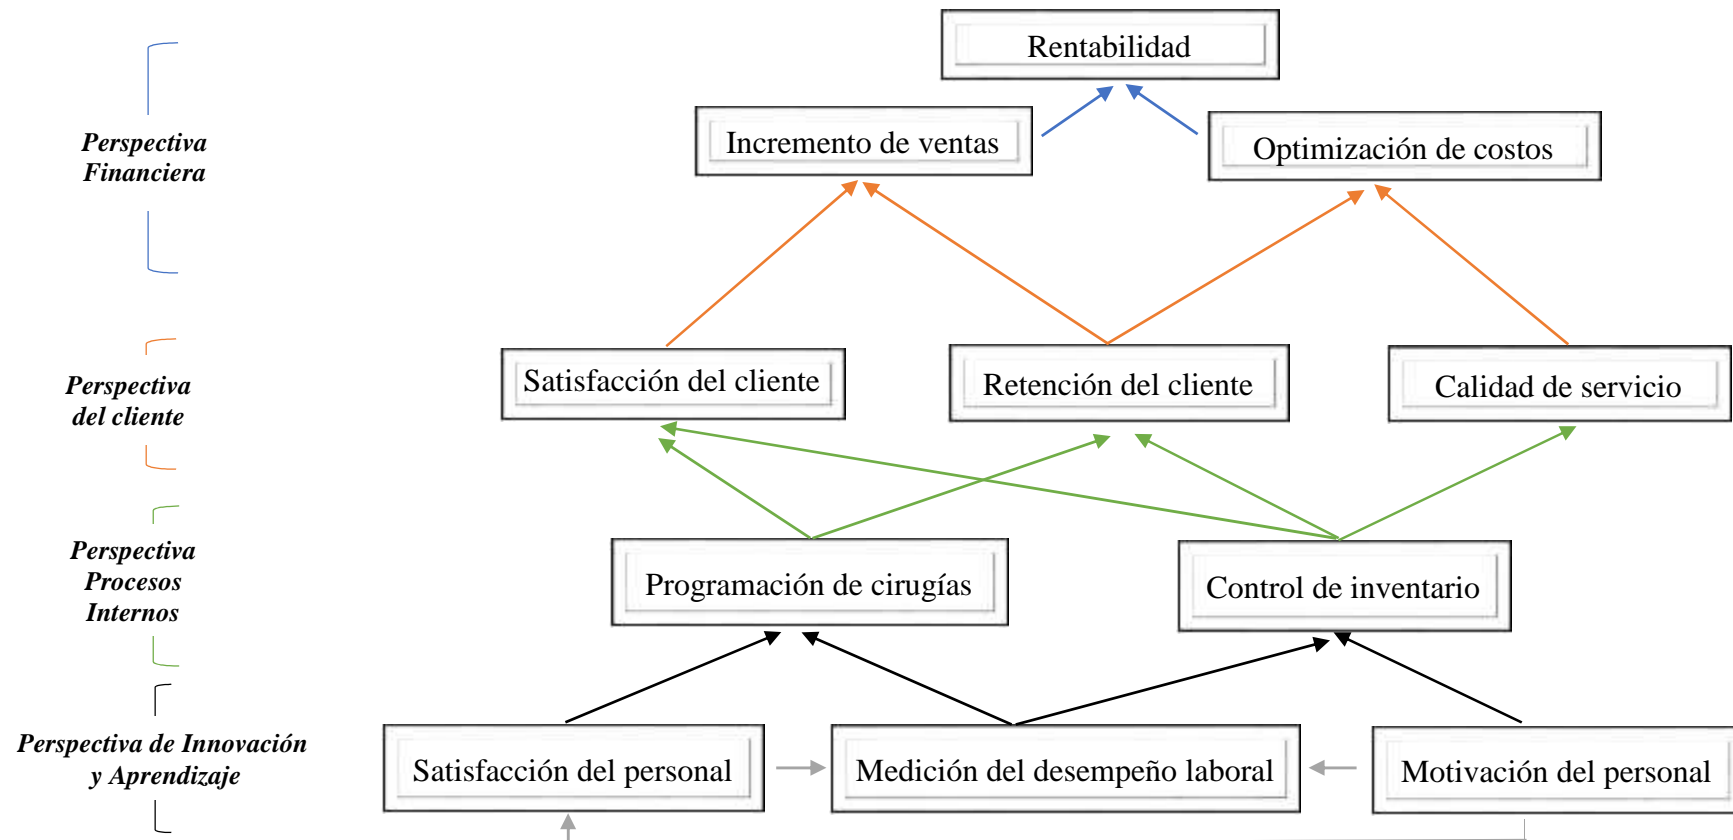 Rentabilidad
Perspectiva
Financiera
Incremento de ventas
Optimización de costos
Perspectiva
del cliente
Satisfacción del cliente
Retención del cliente
Calidad de servicio
Perspectiva
Procesos
Internos
Programación de cirugías
Control de inventario
Perspectiva de Innovación
y Aprendizaje
Satisfacción del personal
Medición del desempeño laboral
Motivación del personal